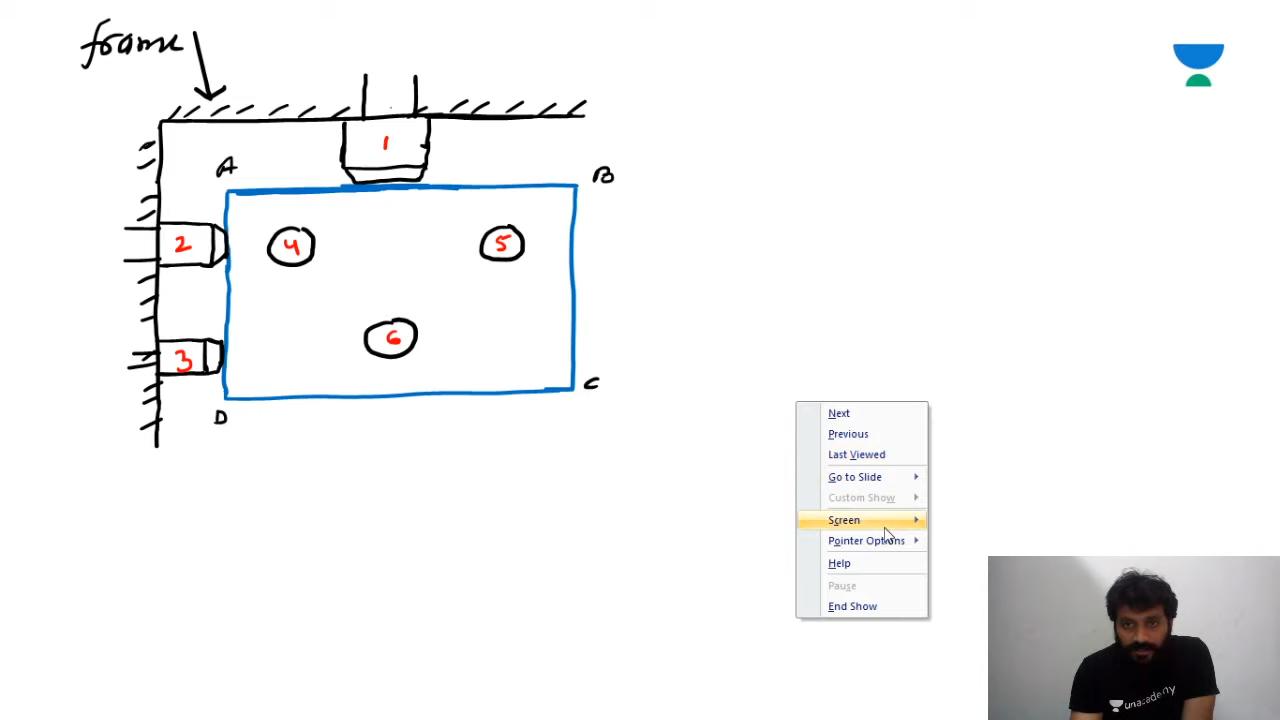 frame
1
A
B
2
4
5
3
6
C
D
Next
Previous
Last Viewed
Go to Slide
Custom Show
Screen
Pointer Options
Help
Pause
End Show
unacademy